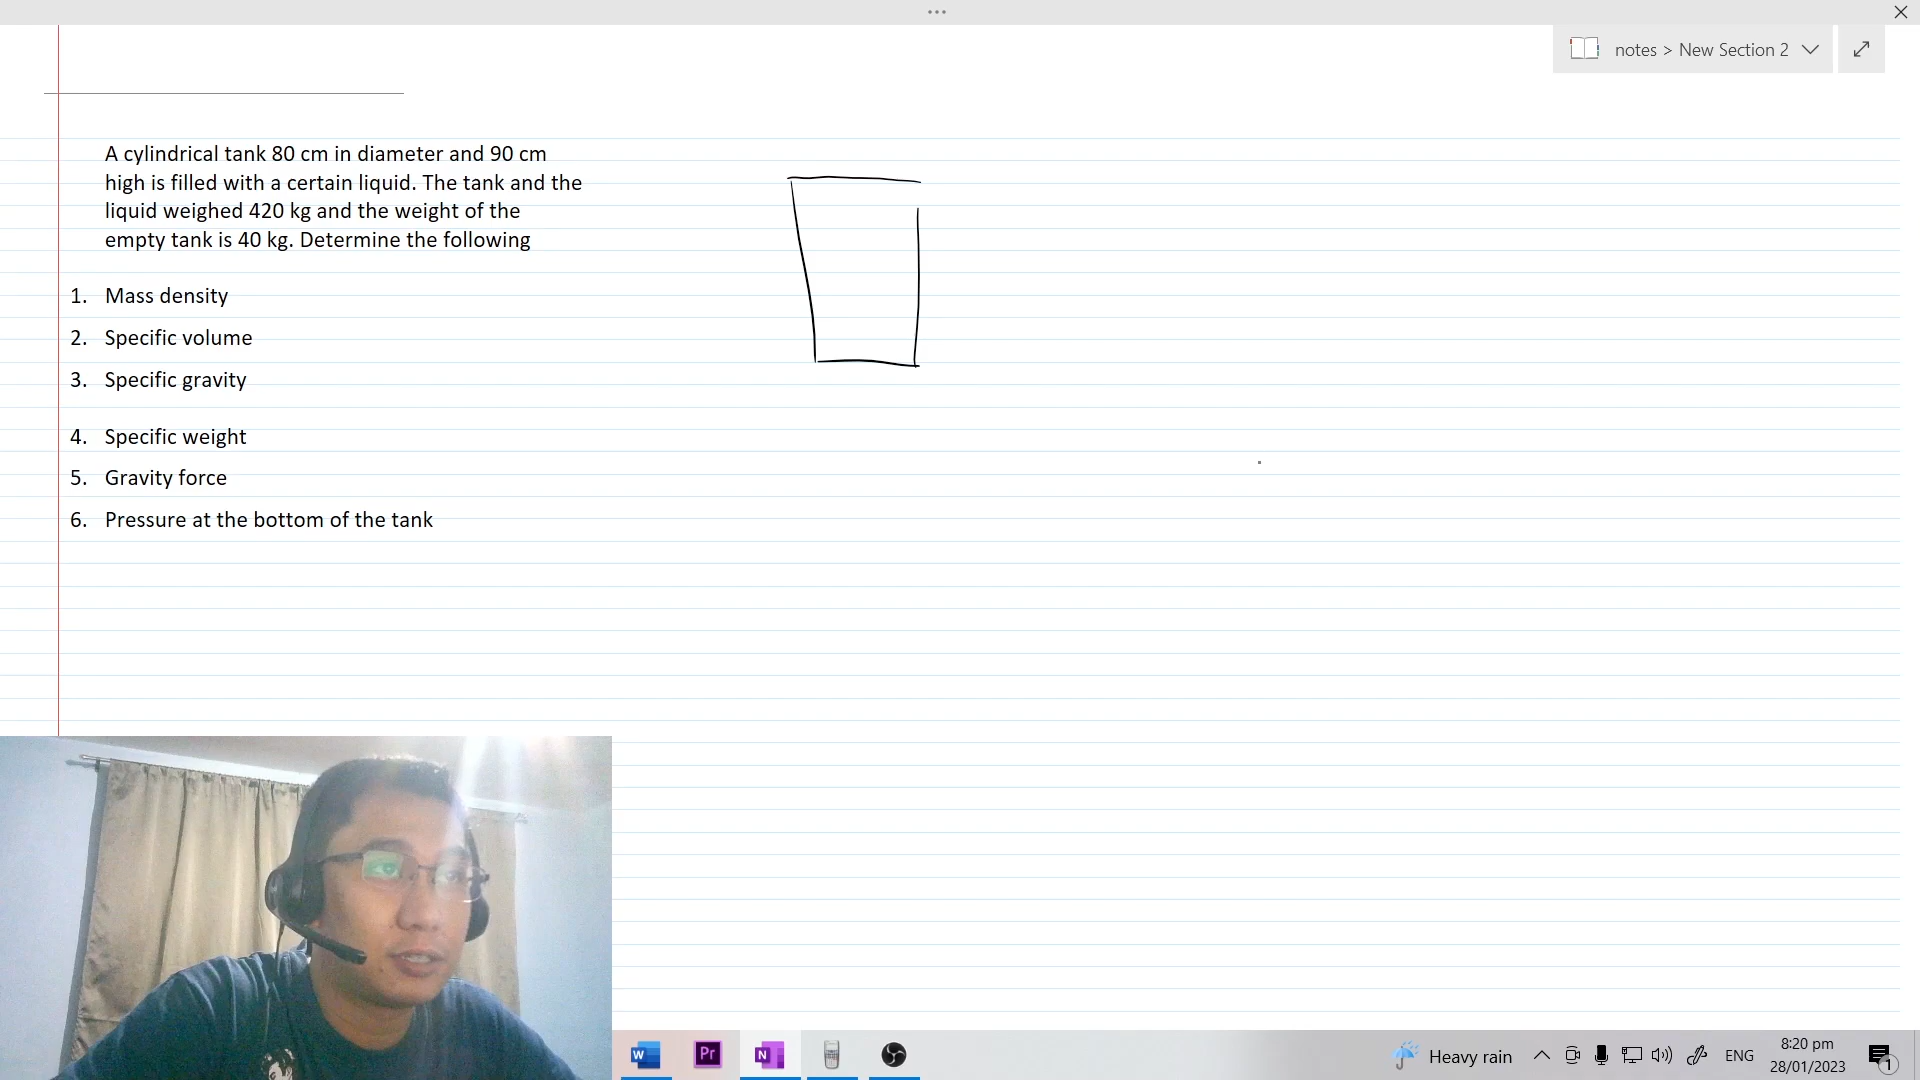 notes > New Section 2
A cylindrical tank 80 cm in diameter and 90 cm
high is filled with a certain liquid. The tank and the
liquid weighed 420 kg and the weight of the
empty tank is 40 kg. Determine the following
1. Mass density
2. Specific volume
3. Specific gravity
4. Specific weight
5. Gravity force
6. Pressure at the bottom of the tank
W
Pr
N
Heavy rain
ENG
8:20 pm
28/01/2023
1